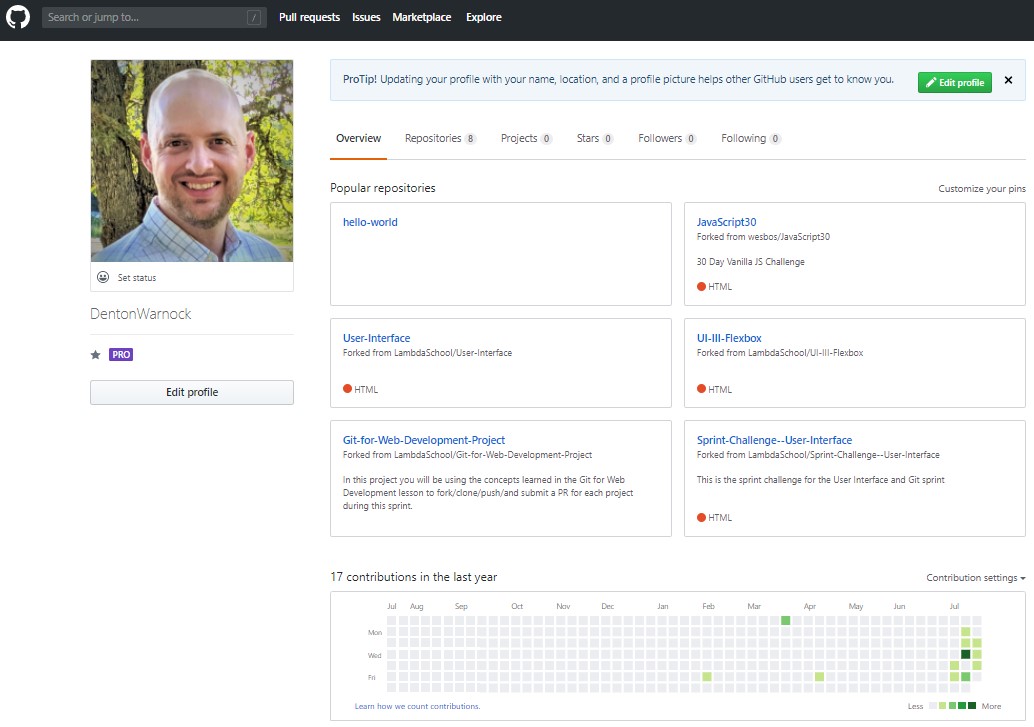 Search or jump to... /
Pull requests Issues Marketplace Explore
ProTip! Updating your profile with your name, location, and a profile picture helps other GitHub users get to know you.
Edit profile
Set status
DentonWarnock
PRO
Edit profile
Overview Repositories 8 Projects 0 Stars 0 Followers 0 Following 0
Popular repositories
Customize your pins
hello-world
JavaScript30
Forked from wesbos/JavaScript30
30 Day Vanilla JS Challenge
HTML
User-Interface
Forked from LambdaSchool/User-Interface
HTML
UI-III-Flexbox
Forked from LambdaSchool/UI-III-Flexbox
HTML
Git-for-Web-Development-Project
Forked from LambdaSchool/Git-for-Web-Development-Project
In this project you will be using the concepts learned in the Git for Web
Development lesson to fork/clone/push/and submit a PR for each project
during this sprint.
Sprint-Challenge--User-Interface
Forked from LambdaSchool/Sprint-Challenge--User-Interface
This is the sprint challenge for the User Interface and Git sprint
HTML
17 contributions in the last year
Contribution settings
Jul Aug Sep Oct Nov Dec Jan Feb Mar Apr May Jun Jul
Mon
Wed
Fri
Learn how we count contributions.
Less More